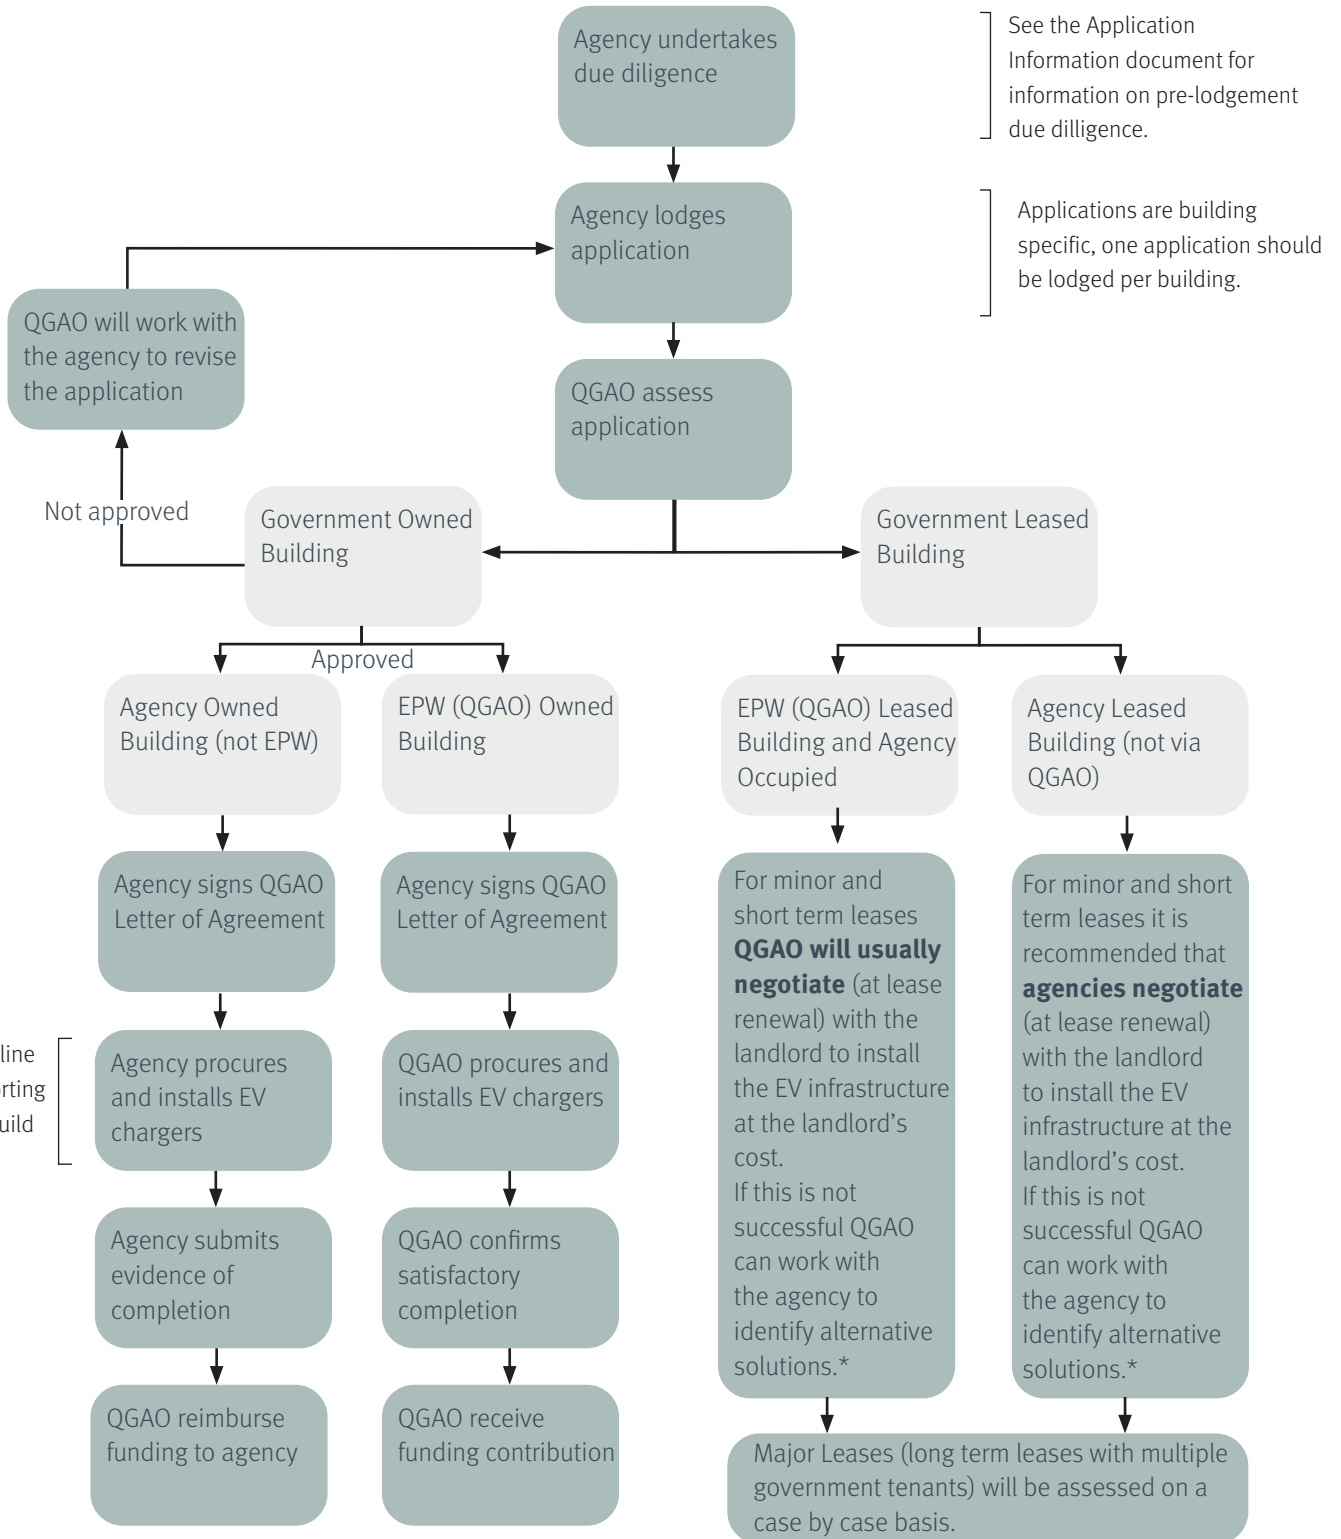 Agency undertakes
due diligence
See the Application
Information document for
information on pre-lodgement
due dilligence.
Agency lodges
application
Applications are building
specific, one application should
be lodged per building.
QGAO will work with
the agency to revise
the application
QGAO assess
application
Not approved
Government Owned
Building
Government Leased
Building
Approved
Agency Owned
Building (not EPW)
EPW (QGAO) Owned
Building
EPW (QGAO) Leased
Building and Agency
Occupied
Agency Leased
Building (not via
QGAO)
Agency signs QGAO
Letter of Agreement
Agency signs QGAO
Letter of Agreement
For minor and
short term leases
QGAO will usually
negotiate (at lease
renewal) with the
landlord to install
the EV infrastructure
at the landlord's
cost.
If this is not
successful QGAO
can work with
the agency to
identify alternative
solutions.*
For minor and short
term leases it is
recommended that
agencies negotiate
(at lease renewal)
with the landlord
to install the EV
infrastructure at the
landlord's cost.
If this is not
successful QGAO
can work with
the agency to
identify alternative
solutions.*
line
rting
uild
Agency procures
and installs EV
chargers
QGAO procures and
installs EV chargers
Agency submits
evidence of
completion
QGAO confirms
satisfactory
completion
QGAO reimburse
funding to agency
QGAO receive
funding contribution
Major Leases (long term leases with multiple
government tenants) will be assessed on a
case by case basis.